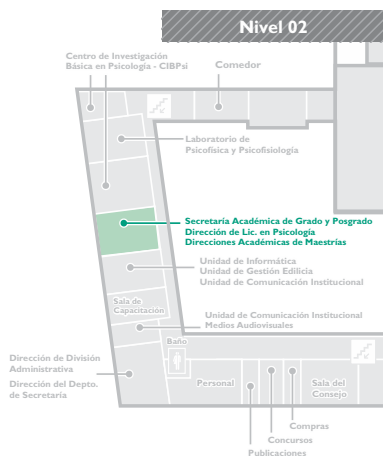 Nivel 02
Centro de Investigación
Básica en Psicología - CIBPsi
Comedor
Laboratorio de
Psicofísica y Psicofisiología
Secretaría Académica de Grado y Posgrado
Dirección de Lic. en Psicología
Direcciones Académicas de Maestrías
Unidad de Informática
Unidad de Gestión Edilicia
Unidad de Comunicación Institucional
Sala de
Capacitación
Unidad de Comunicación Institucional
Medios Audiovisuales
Baño
Dirección de División
Administrativa
Dirección del Depto.
de Secretaría
Personal
Sala del
Consejo
Compras
Concursos
Publicaciones